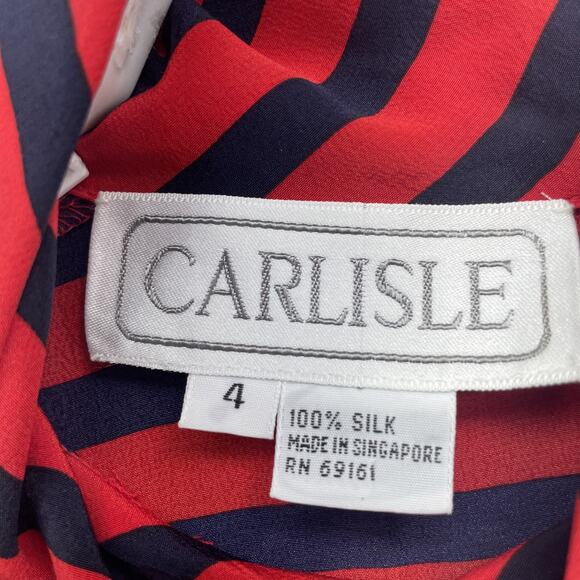 CARLISLE
4
100% SILK
MADE IN SINGAPORE
RN 69161